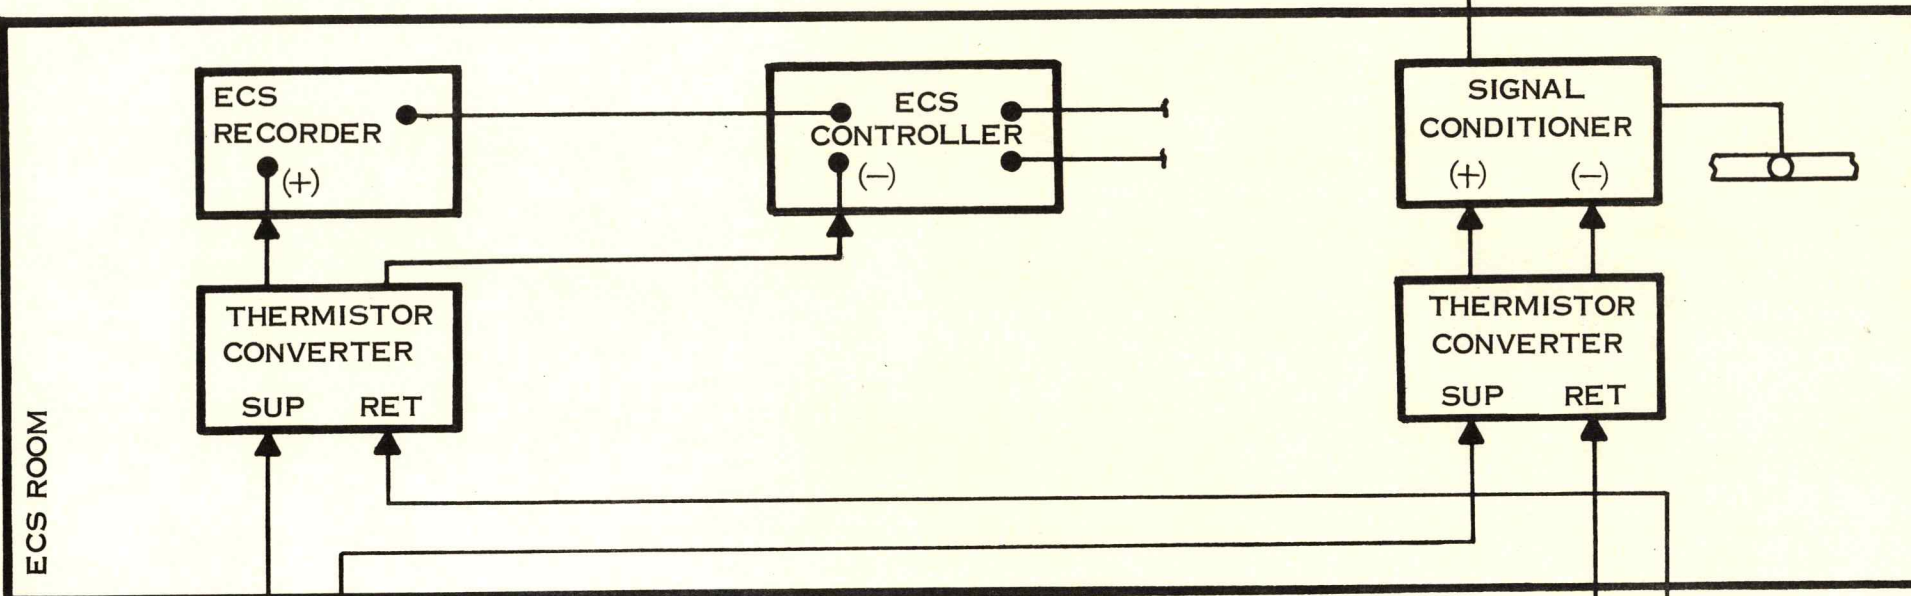 ECS
RECORDER
(+)
ECS
CONTROLLER
(−)
SIGNAL
CONDITIONER
(+) (−)
THERMISTOR
CONVERTER
SUP RET
THERMISTOR
CONVERTER
SUP RET
ECS ROOM